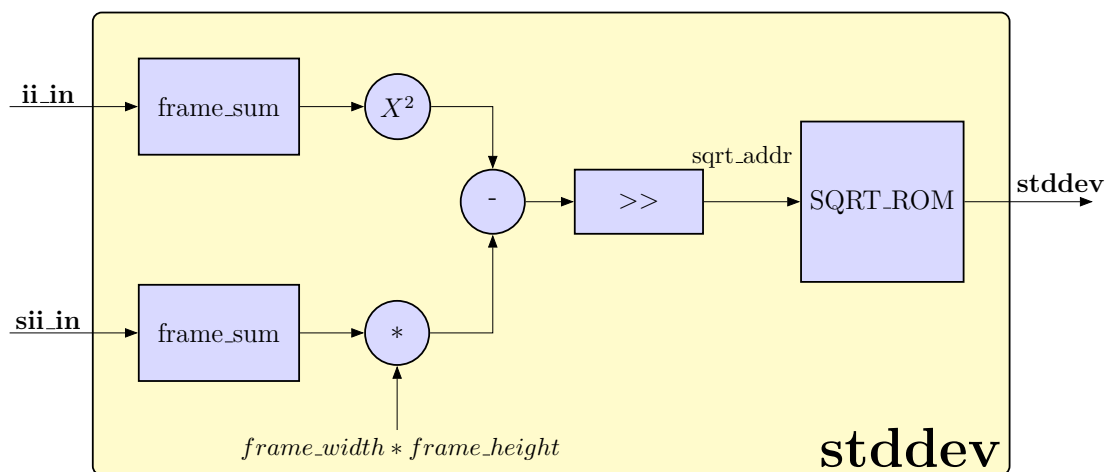 ii_in
frame_sum
X²
sqrt_addr
-
>>
SQRT_ROM
stddev
sii_in
frame_sum
*
frame_width * frame_height
stddev